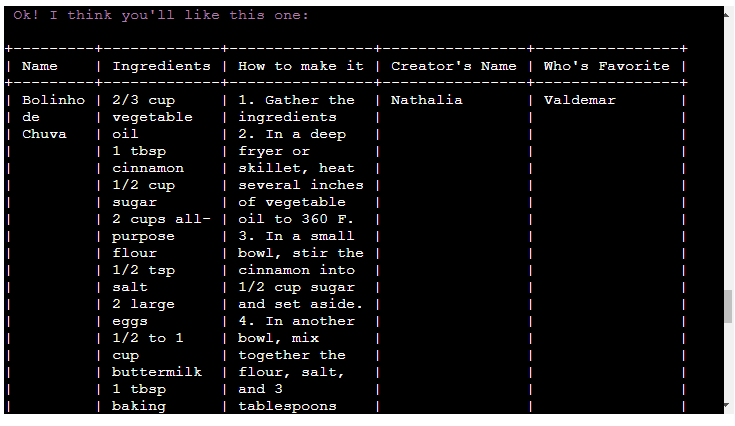 Ok! I think you'll like this one:
+---------+-------------+----------------+----------------+----------------+
| Name | Ingredients | How to make it | Creator's Name | Who's Favorite |
+---------+-------------+----------------+----------------+----------------+
| Bolinho | 2/3 cup | 1. Gather the | Nathalia | Valdemar |
| de | vegetable | ingredients | | |
| Chuva | oil | 2. In a deep | | |
| | 1 tbsp | fryer or | | |
| | cinnamon | skillet, heat | | |
| | 1/2 cup | several inches | | |
| | sugar | of vegetable | | |
| | 2 cups all- | oil to 360 F. | | |
| | purpose | 3. In a small | | |
| | flour | bowl, stir the | | |
| | 1/2 tsp | cinnamon into | | |
| | salt | 1/2 cup sugar | | |
| | 2 large | and set aside. | | |
| | eggs | 4. In another | | |
| | 1/2 to 1 | bowl, mix | | |
| | cup | together the | | |
| | buttermilk | flour, salt, | | |
| | 1 tbsp | and 3 | | |
| | baking | tablespoons | | |